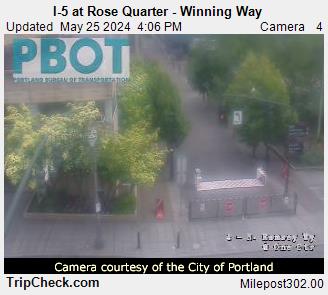 I-5 at Rose Quarter - Winning Way
Updated May 25 2024 4:06 PM Camera 4
PBOT
PORTLAND BUREAU OF TRANSPORTATION
Camera courtesy of the City of Portland
TripCheck.com Milepost302.00